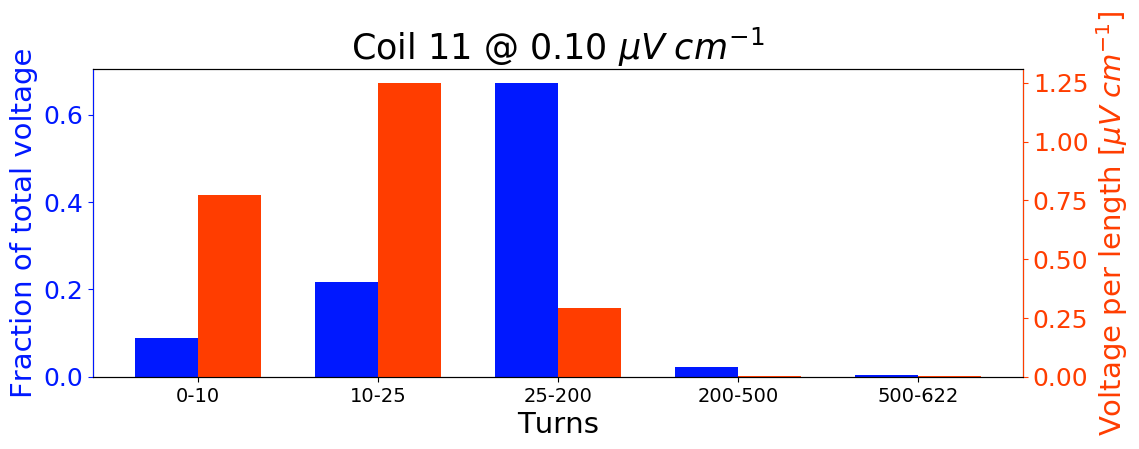 Coil 11 @ 0.10 μV cm⁻¹
Fraction of total voltage
0.6
0.4
0.2
0.0
1.25
1.00
0.75
0.50
0.25
0.00
Voltage per length [μV cm⁻¹]
0-10 10-25 25-200 200-500 500-622
Turns